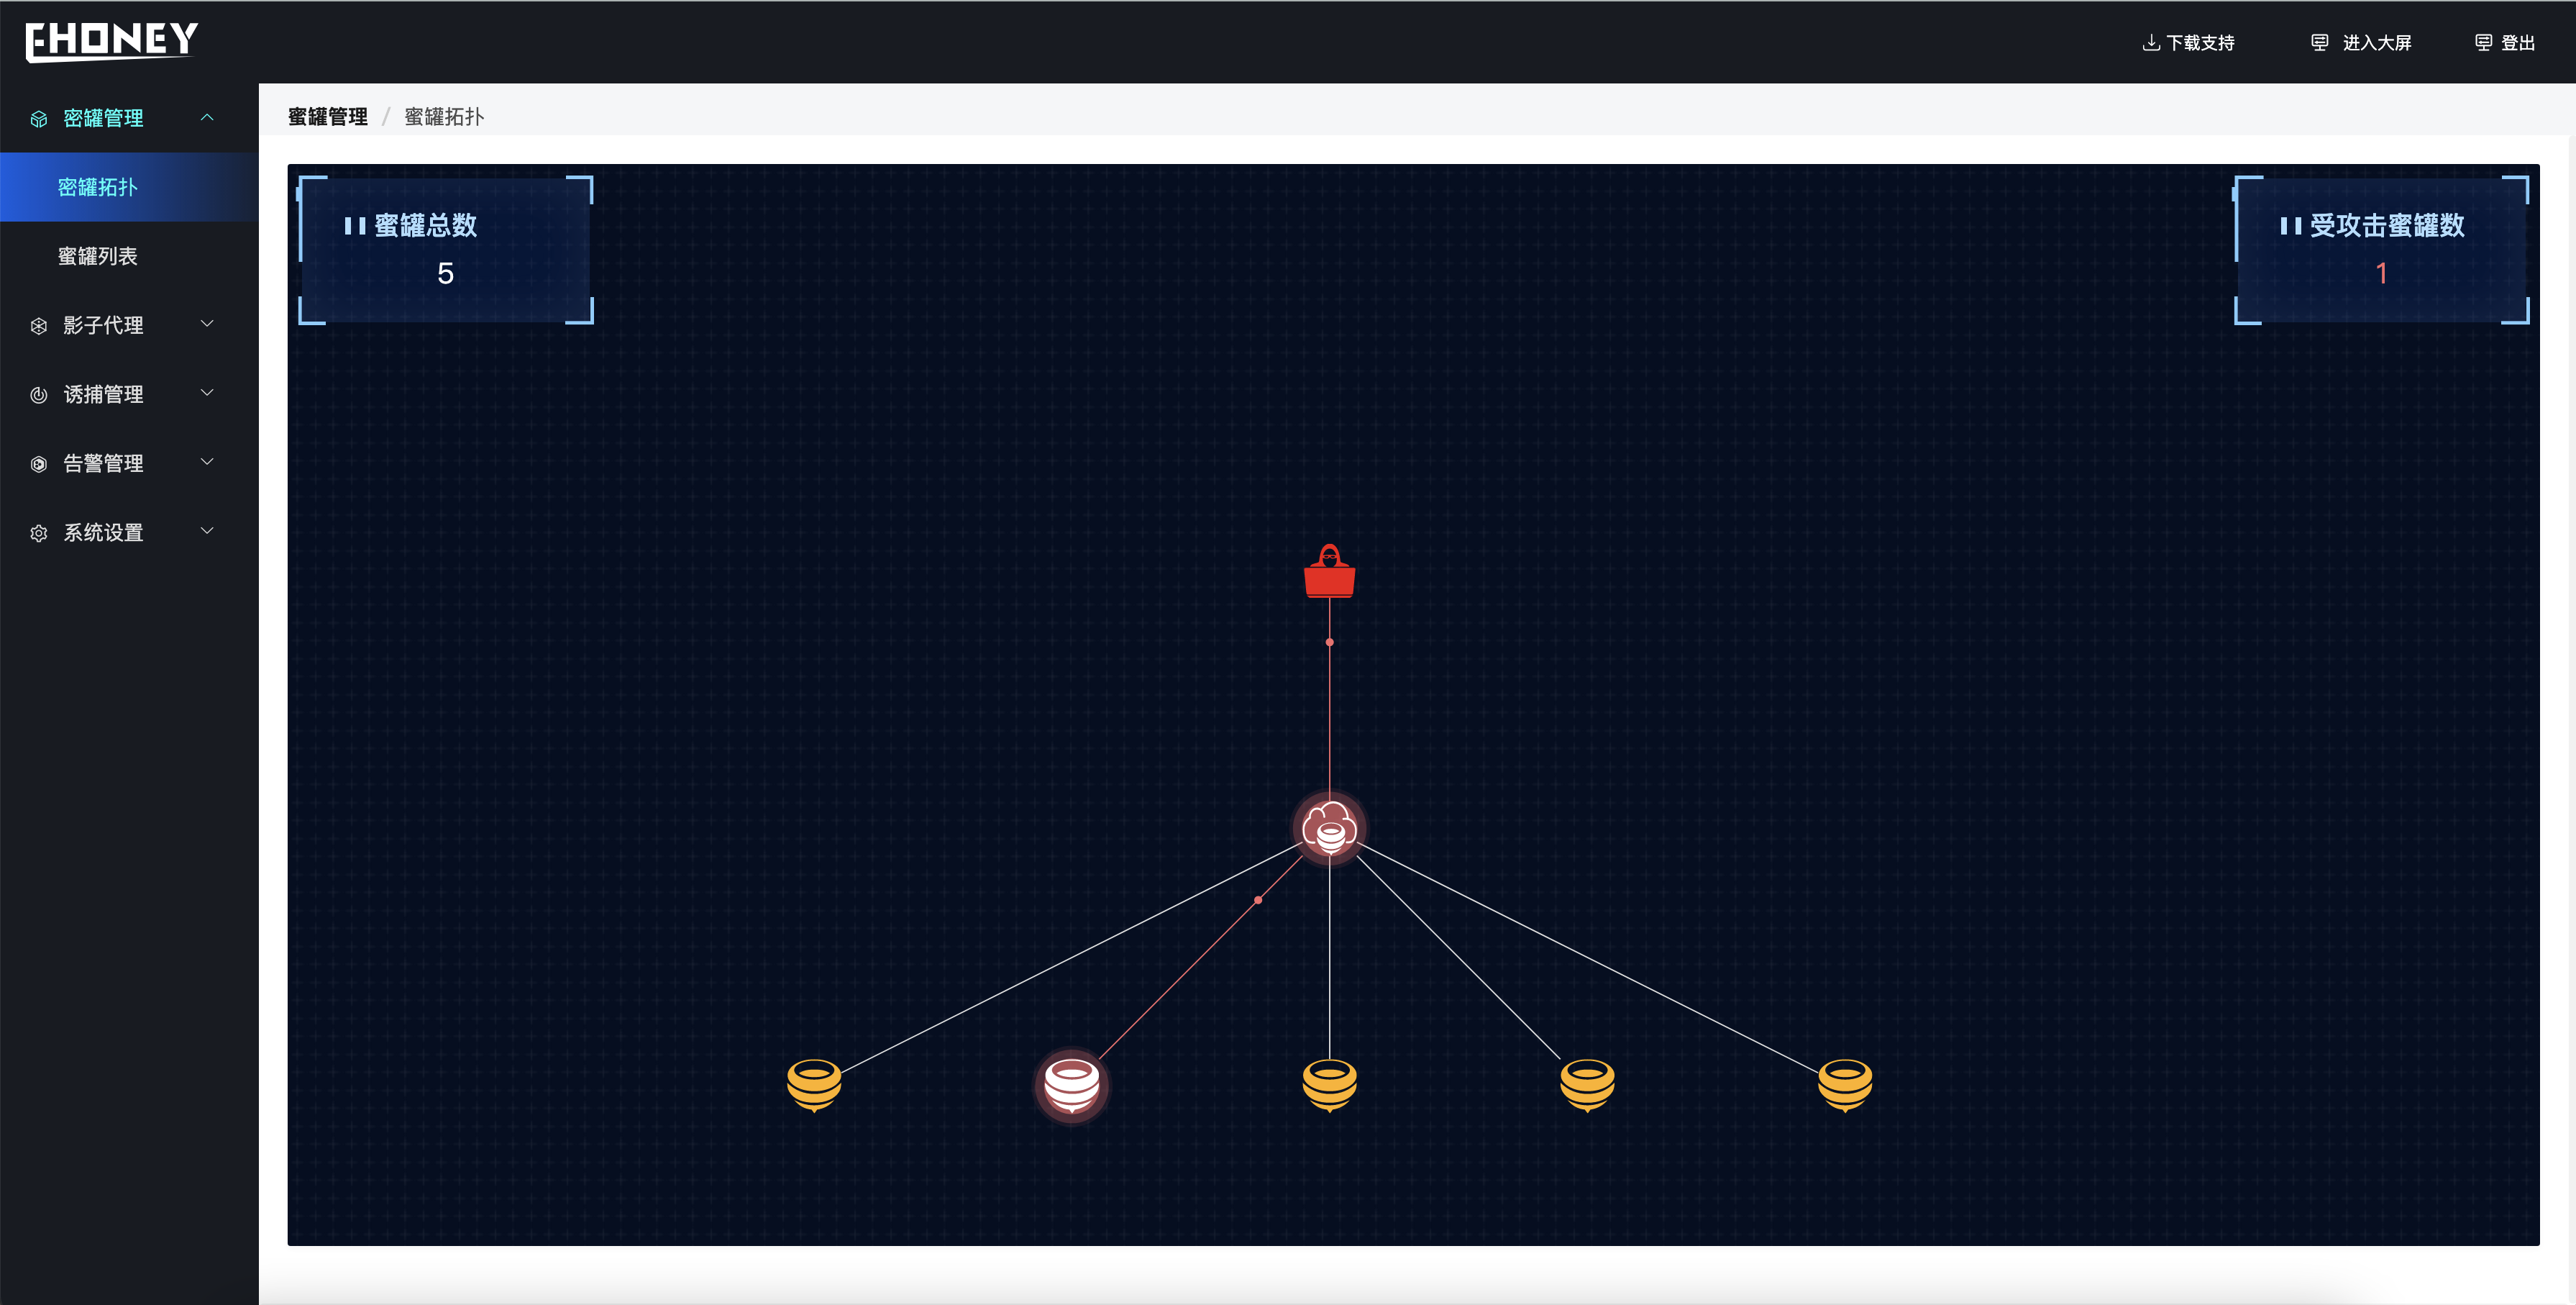 EHONEY
下载支持
进入大屏
登出
密罐管理
密罐拓扑
蜜罐列表
影子代理
诱捕管理
告警管理
系统设置
蜜罐管理 / 蜜罐拓扑
蜜罐总数
5
受攻击蜜罐数
1